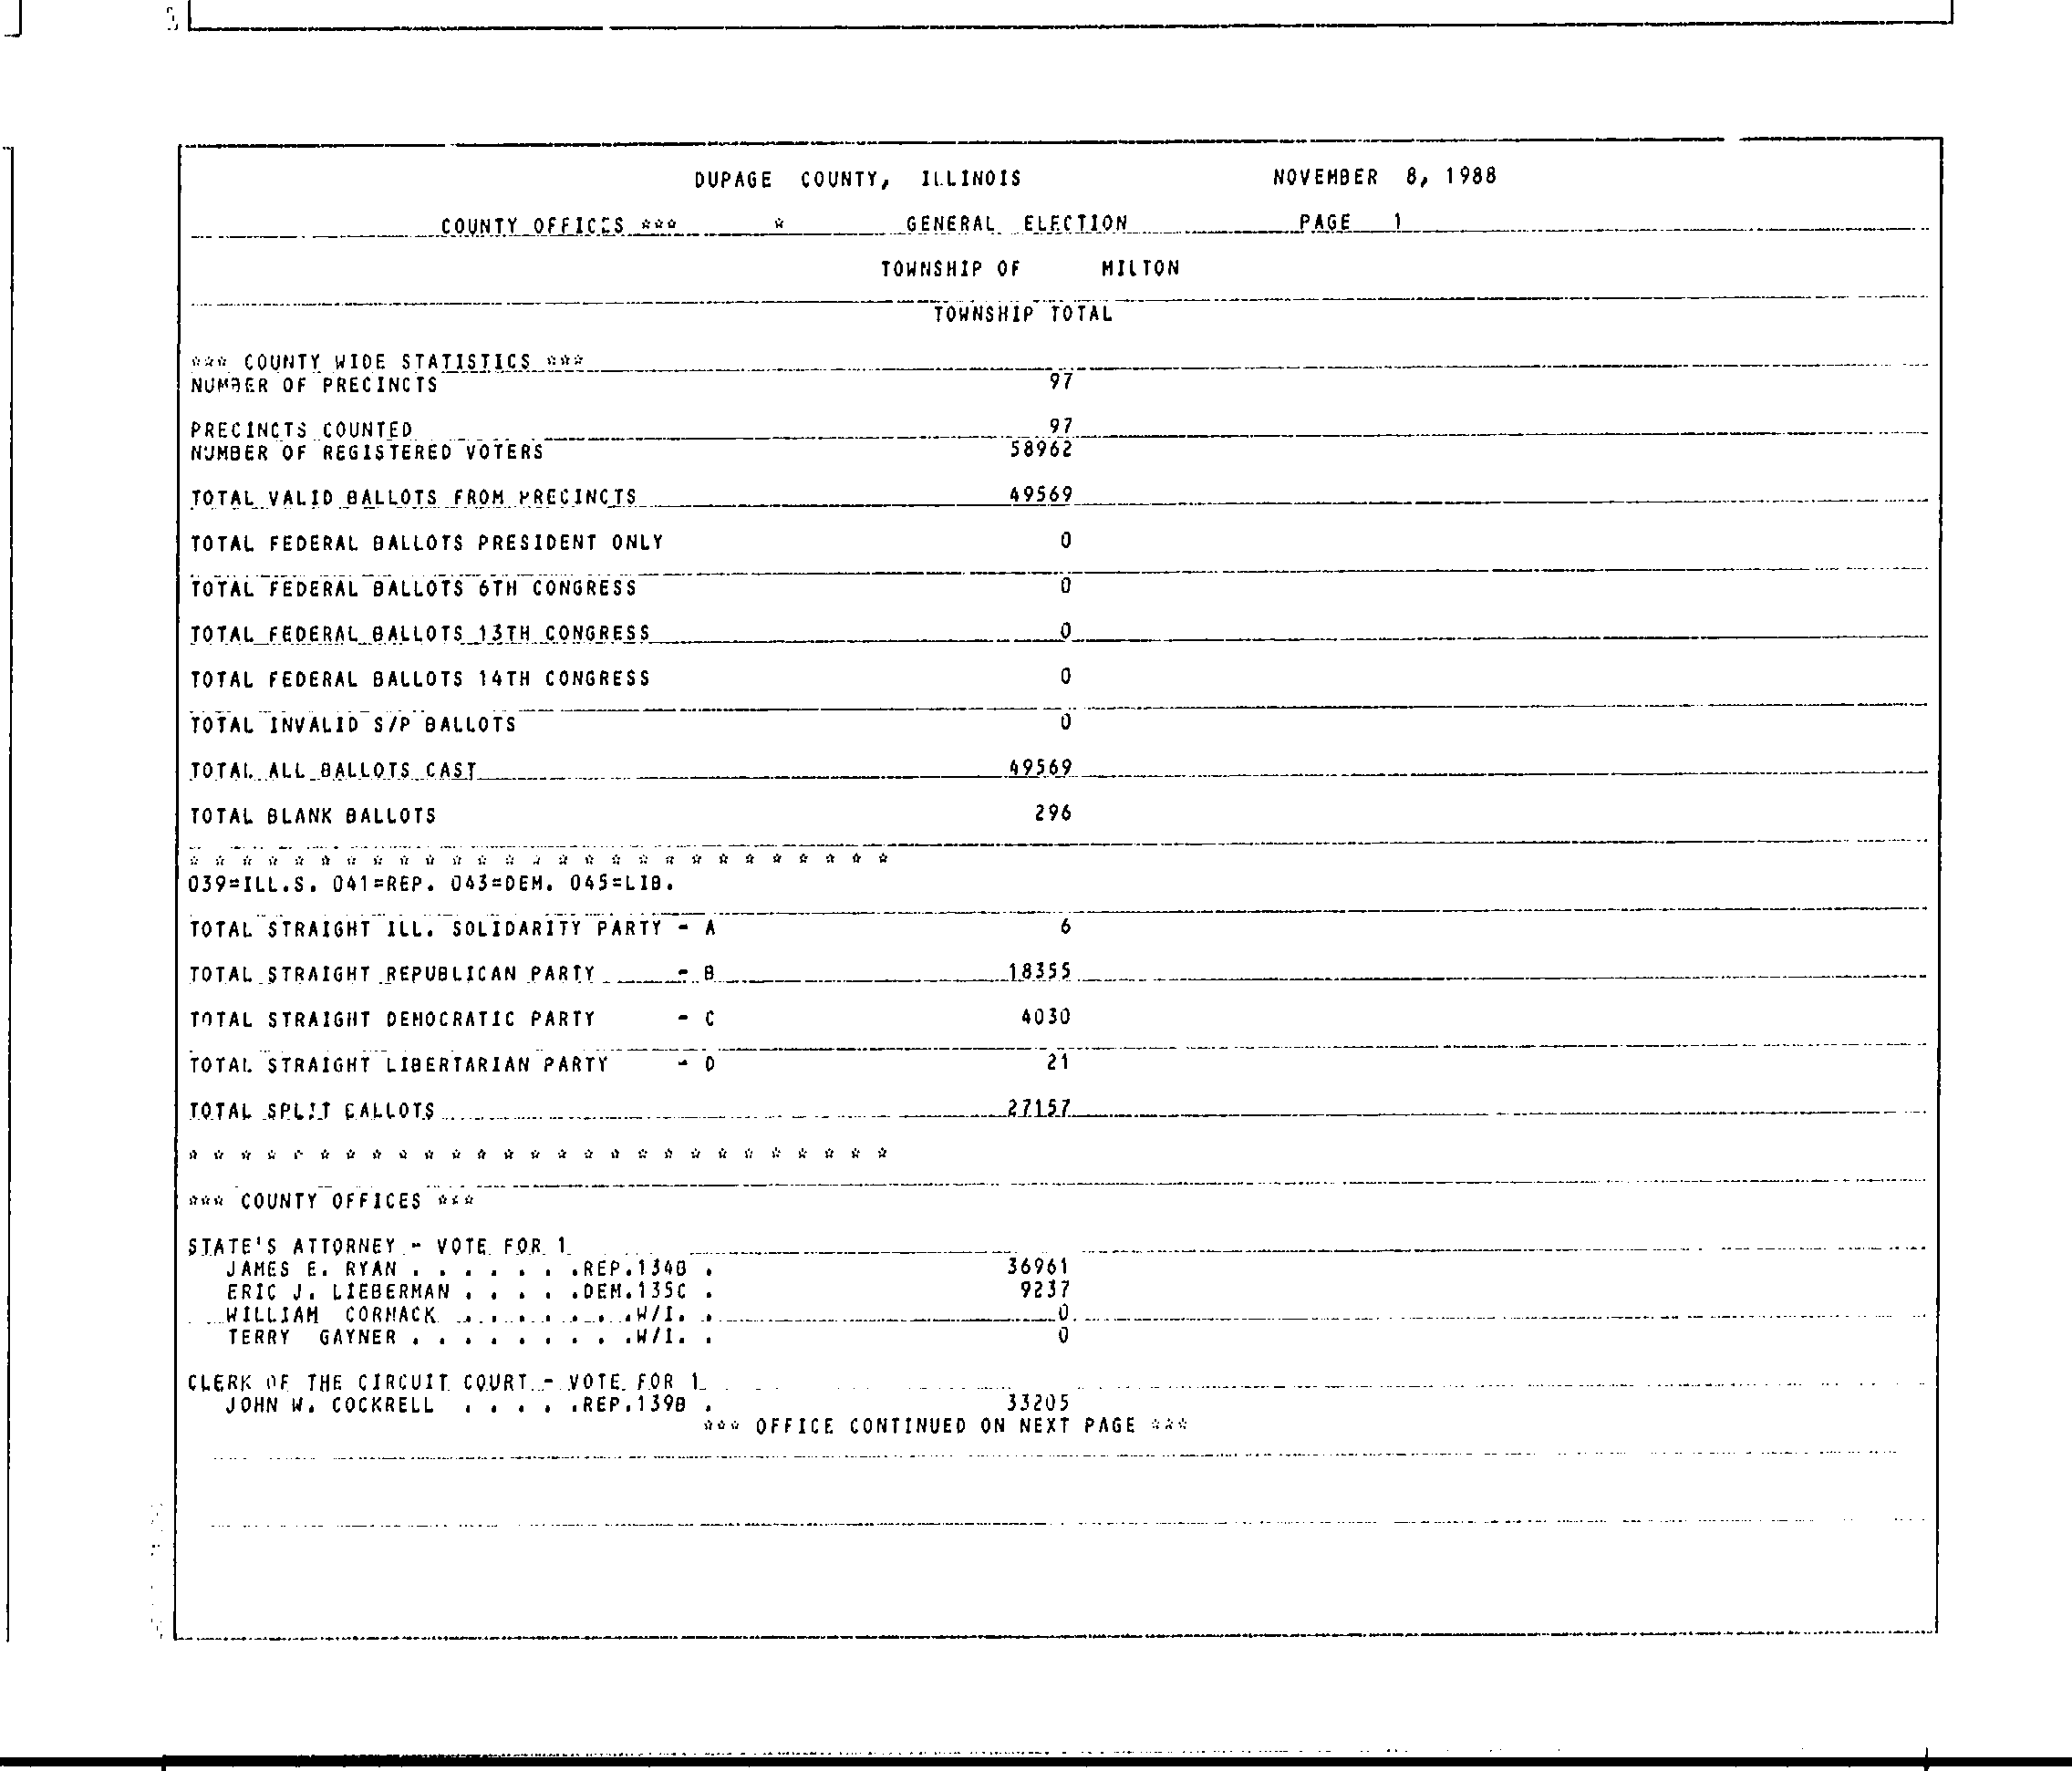 DUPAGE COUNTY, ILLINOIS NOVEMBER 8, 1988
COUNTY OFFICES *** * GENERAL ELECTION PAGE 1
TOWNSHIP OF MILTON
TOWNSHIP TOTAL
*** COUNTY WIDE STATISTICS ***
NUMBER OF PRECINCTS 97
PRECINCTS COUNTED 97
NUMBER OF REGISTERED VOTERS 58962
TOTAL VALID BALLOTS FROM PRECINCTS 49569
TOTAL FEDERAL BALLOTS PRESIDENT ONLY 0
TOTAL FEDERAL BALLOTS 6TH CONGRESS 0
TOTAL FEDERAL BALLOTS 13TH CONGRESS 0
TOTAL FEDERAL BALLOTS 14TH CONGRESS 0
TOTAL INVALID S/P BALLOTS 0
TOTAL ALL BALLOTS CAST 49569
TOTAL BLANK BALLOTS 296
* * * * * * * * * * * * * * * * * * * * * * * * * * *
039=ILL.S. 041=REP. 043=DEM. 045=LIB.
TOTAL STRAIGHT ILL. SOLIDARITY PARTY - A 6
TOTAL STRAIGHT REPUBLICAN PARTY - B 18355
TOTAL STRAIGHT DEMOCRATIC PARTY - C 4030
TOTAL STRAIGHT LIBERTARIAN PARTY - D 21
TOTAL SPLIT BALLOTS 27157
* * * * * * * * * * * * * * * * * * * * * * * * * * *
*** COUNTY OFFICES ***
STATE'S ATTORNEY - VOTE FOR 1
JAMES E. RYAN . . . . . . .REP.134B . 36961
ERIC J. LIEBERMAN . . . . .DEM.135C . 9237
WILLIAM CORMACK . . . . . . .W/I. . 0
TERRY GAYNER . . . . . . . . .W/I. . 0
CLERK OF THE CIRCUIT COURT - VOTE FOR 1
JOHN W. COCKRELL . . . . .REP.139B . 33205
*** OFFICE CONTINUED ON NEXT PAGE ***